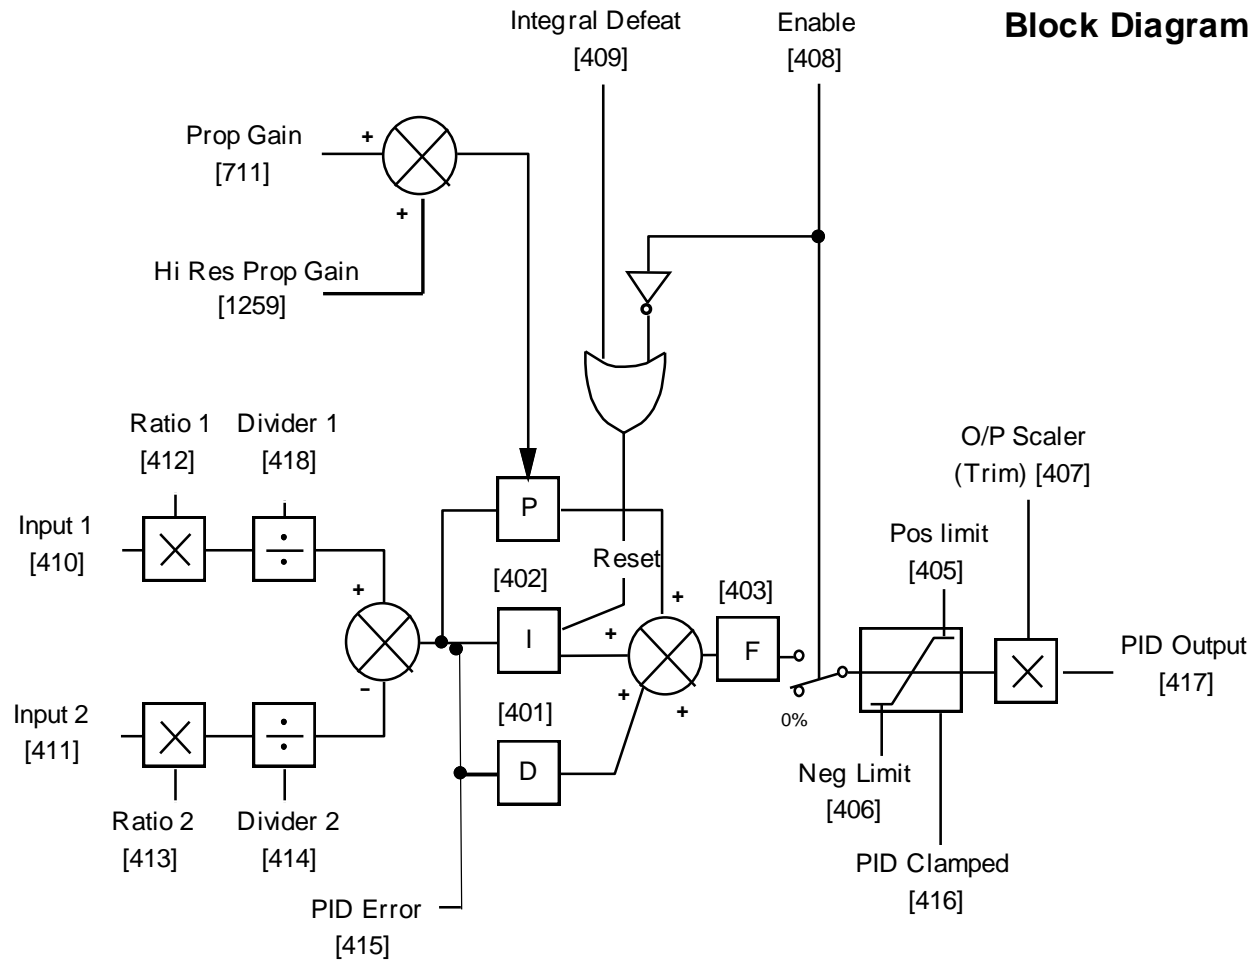 Integral Defeat
[409]
Enable
[408]
Block Diagram
Prop Gain
[711]
+
+
Hi Res Prop Gain
[1259]
Ratio 1
[412]
Divider 1
[418]
O/P Scaler
(Trim) [407]
Input 1
[410]
P
Pos limit
[405]
Reset
[402]
[403]
+
+
+
I
F
PID Output
[417]
-
Input 2
[411]
[401]
+
+
0%
D
Neg Limit
[406]
Ratio 2
[413]
Divider 2
[414]
PID Clamped
[416]
PID Error
[415]